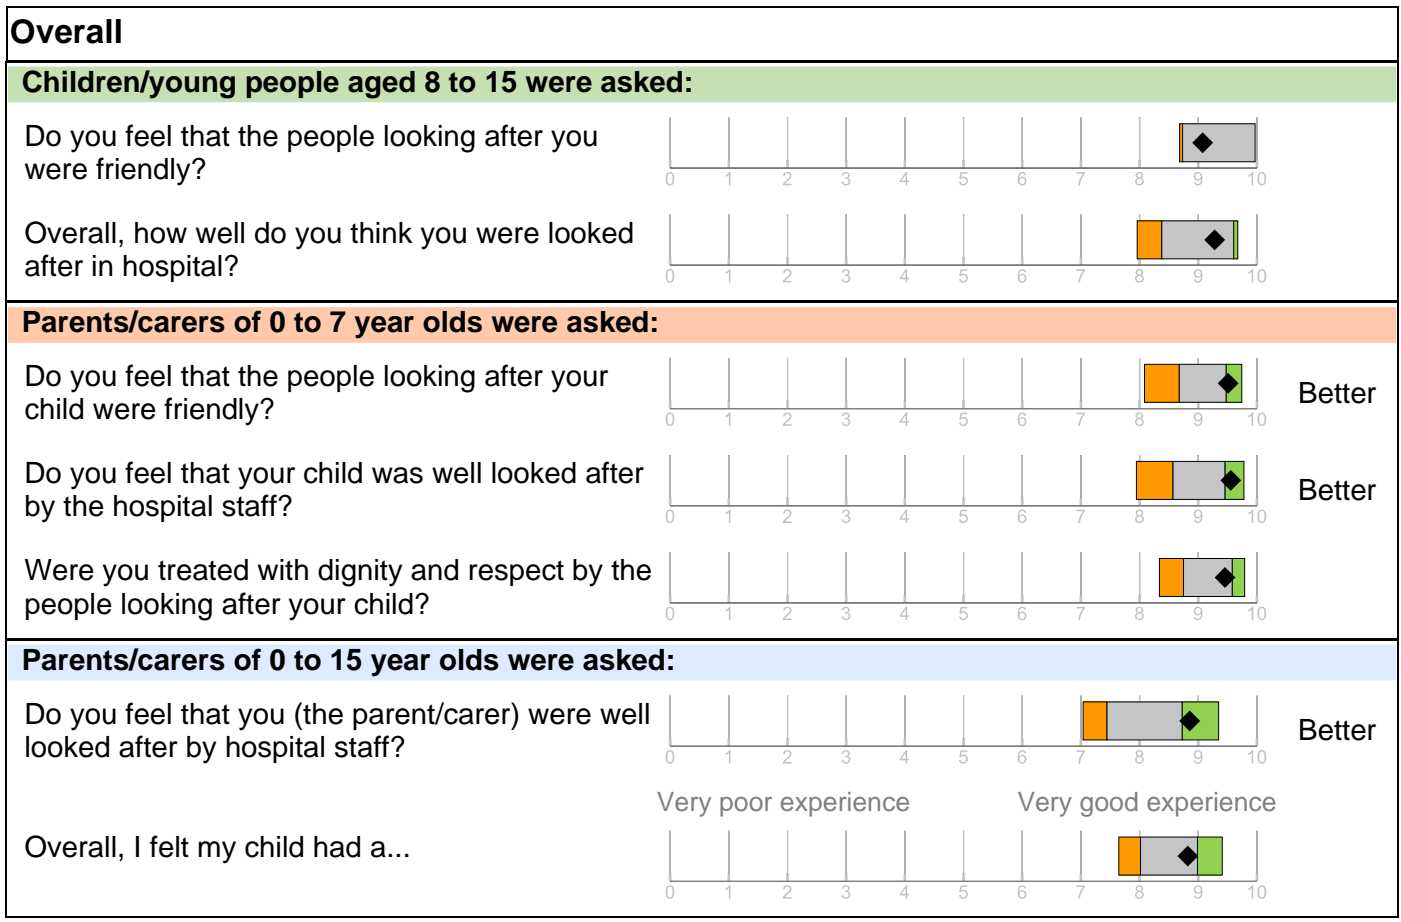 Overall
Children/young people aged 8 to 15 were asked:
Do you feel that the people looking after you
were friendly?
0 1 2 3 4 5 6 7 8 9 10
Overall, how well do you think you were looked
after in hospital?
0 1 2 3 4 5 6 7 8 9 10
Parents/carers of 0 to 7 year olds were asked:
Do you feel that the people looking after your
child were friendly?
Better
0 1 2 3 4 5 6 7 8 9 10
Do you feel that your child was well looked after
by the hospital staff?
Better
0 1 2 3 4 5 6 7 8 9 10
Were you treated with dignity and respect by the
people looking after your child?
0 1 2 3 4 5 6 7 8 9 10
Parents/carers of 0 to 15 year olds were asked:
Do you feel that you (the parent/carer) were well
looked after by hospital staff?
Better
0 1 2 3 4 5 6 7 8 9 10
Very poor experience Very good experience
Overall, I felt my child had a...
0 1 2 3 4 5 6 7 8 9 10